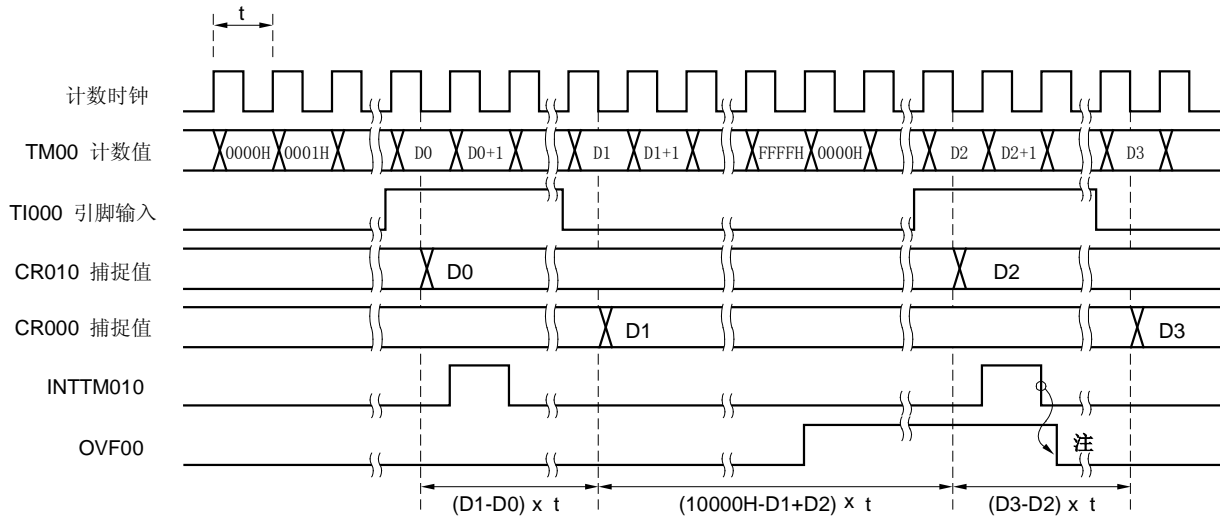 t
计数时钟
TM00 计数值
0000H 0001H D0 D0+1 D1 D1+1 FFFFH 0000H D2 D2+1 D3
TI000 引脚输入
CR010 捕捉值
D0 D2
CR000 捕捉值
D1 D3
INTTM010
OVF00
注
(D1-D0) x t (10000H-D1+D2) x t (D3-D2) x t